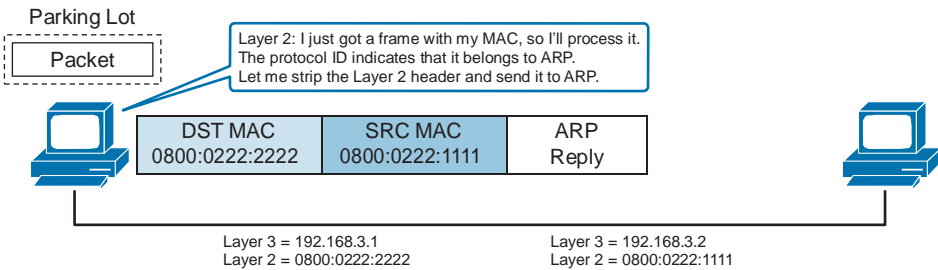 Parking Lot
Packet
Layer 2: I just got a frame with my MAC, so I'll process it.
The protocol ID indicates that it belongs to ARP.
Let me strip the Layer 2 header and send it to ARP.
DST MAC
0800:0222:2222
SRC MAC
0800:0222:1111
ARP
Reply
Layer 3 = 192.168.3.1
Layer 2 = 0800:0222:2222
Layer 3 = 192.168.3.2
Layer 2 = 0800:0222:1111